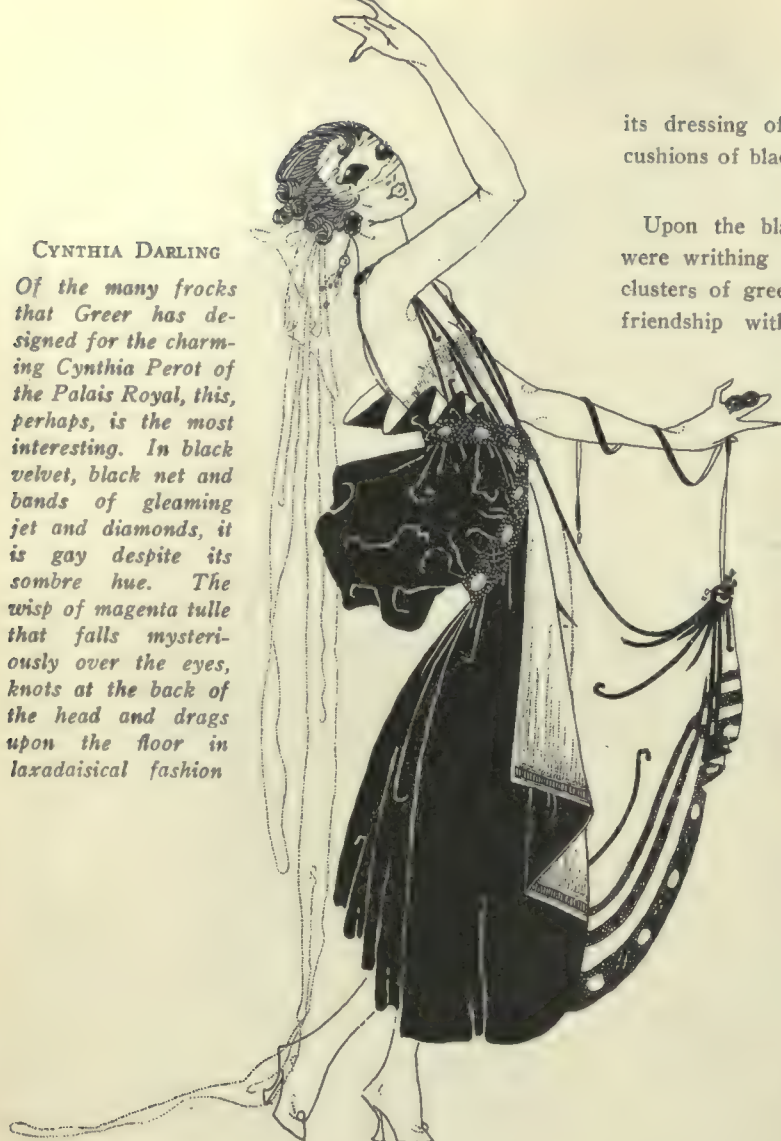 CYNTHIA DARLING
Of the many frocks
that Greer has de-
signed for the charm-
ing Cynthia Perot of
the Palais Royal, this,
perhaps, is the most
interesting. In black
velvet, black net and
bands of gleaming
jet and diamonds, it
is gay despite its
sombre hue. The
wisp of magenta tulle
that falls mysteri-
ously over the eyes,
knots at the back of
the head and drags
upon the floor in
laxadaisical fashion
its dressing of
cushions of
Upon the
were writhing
clusters of
friendship